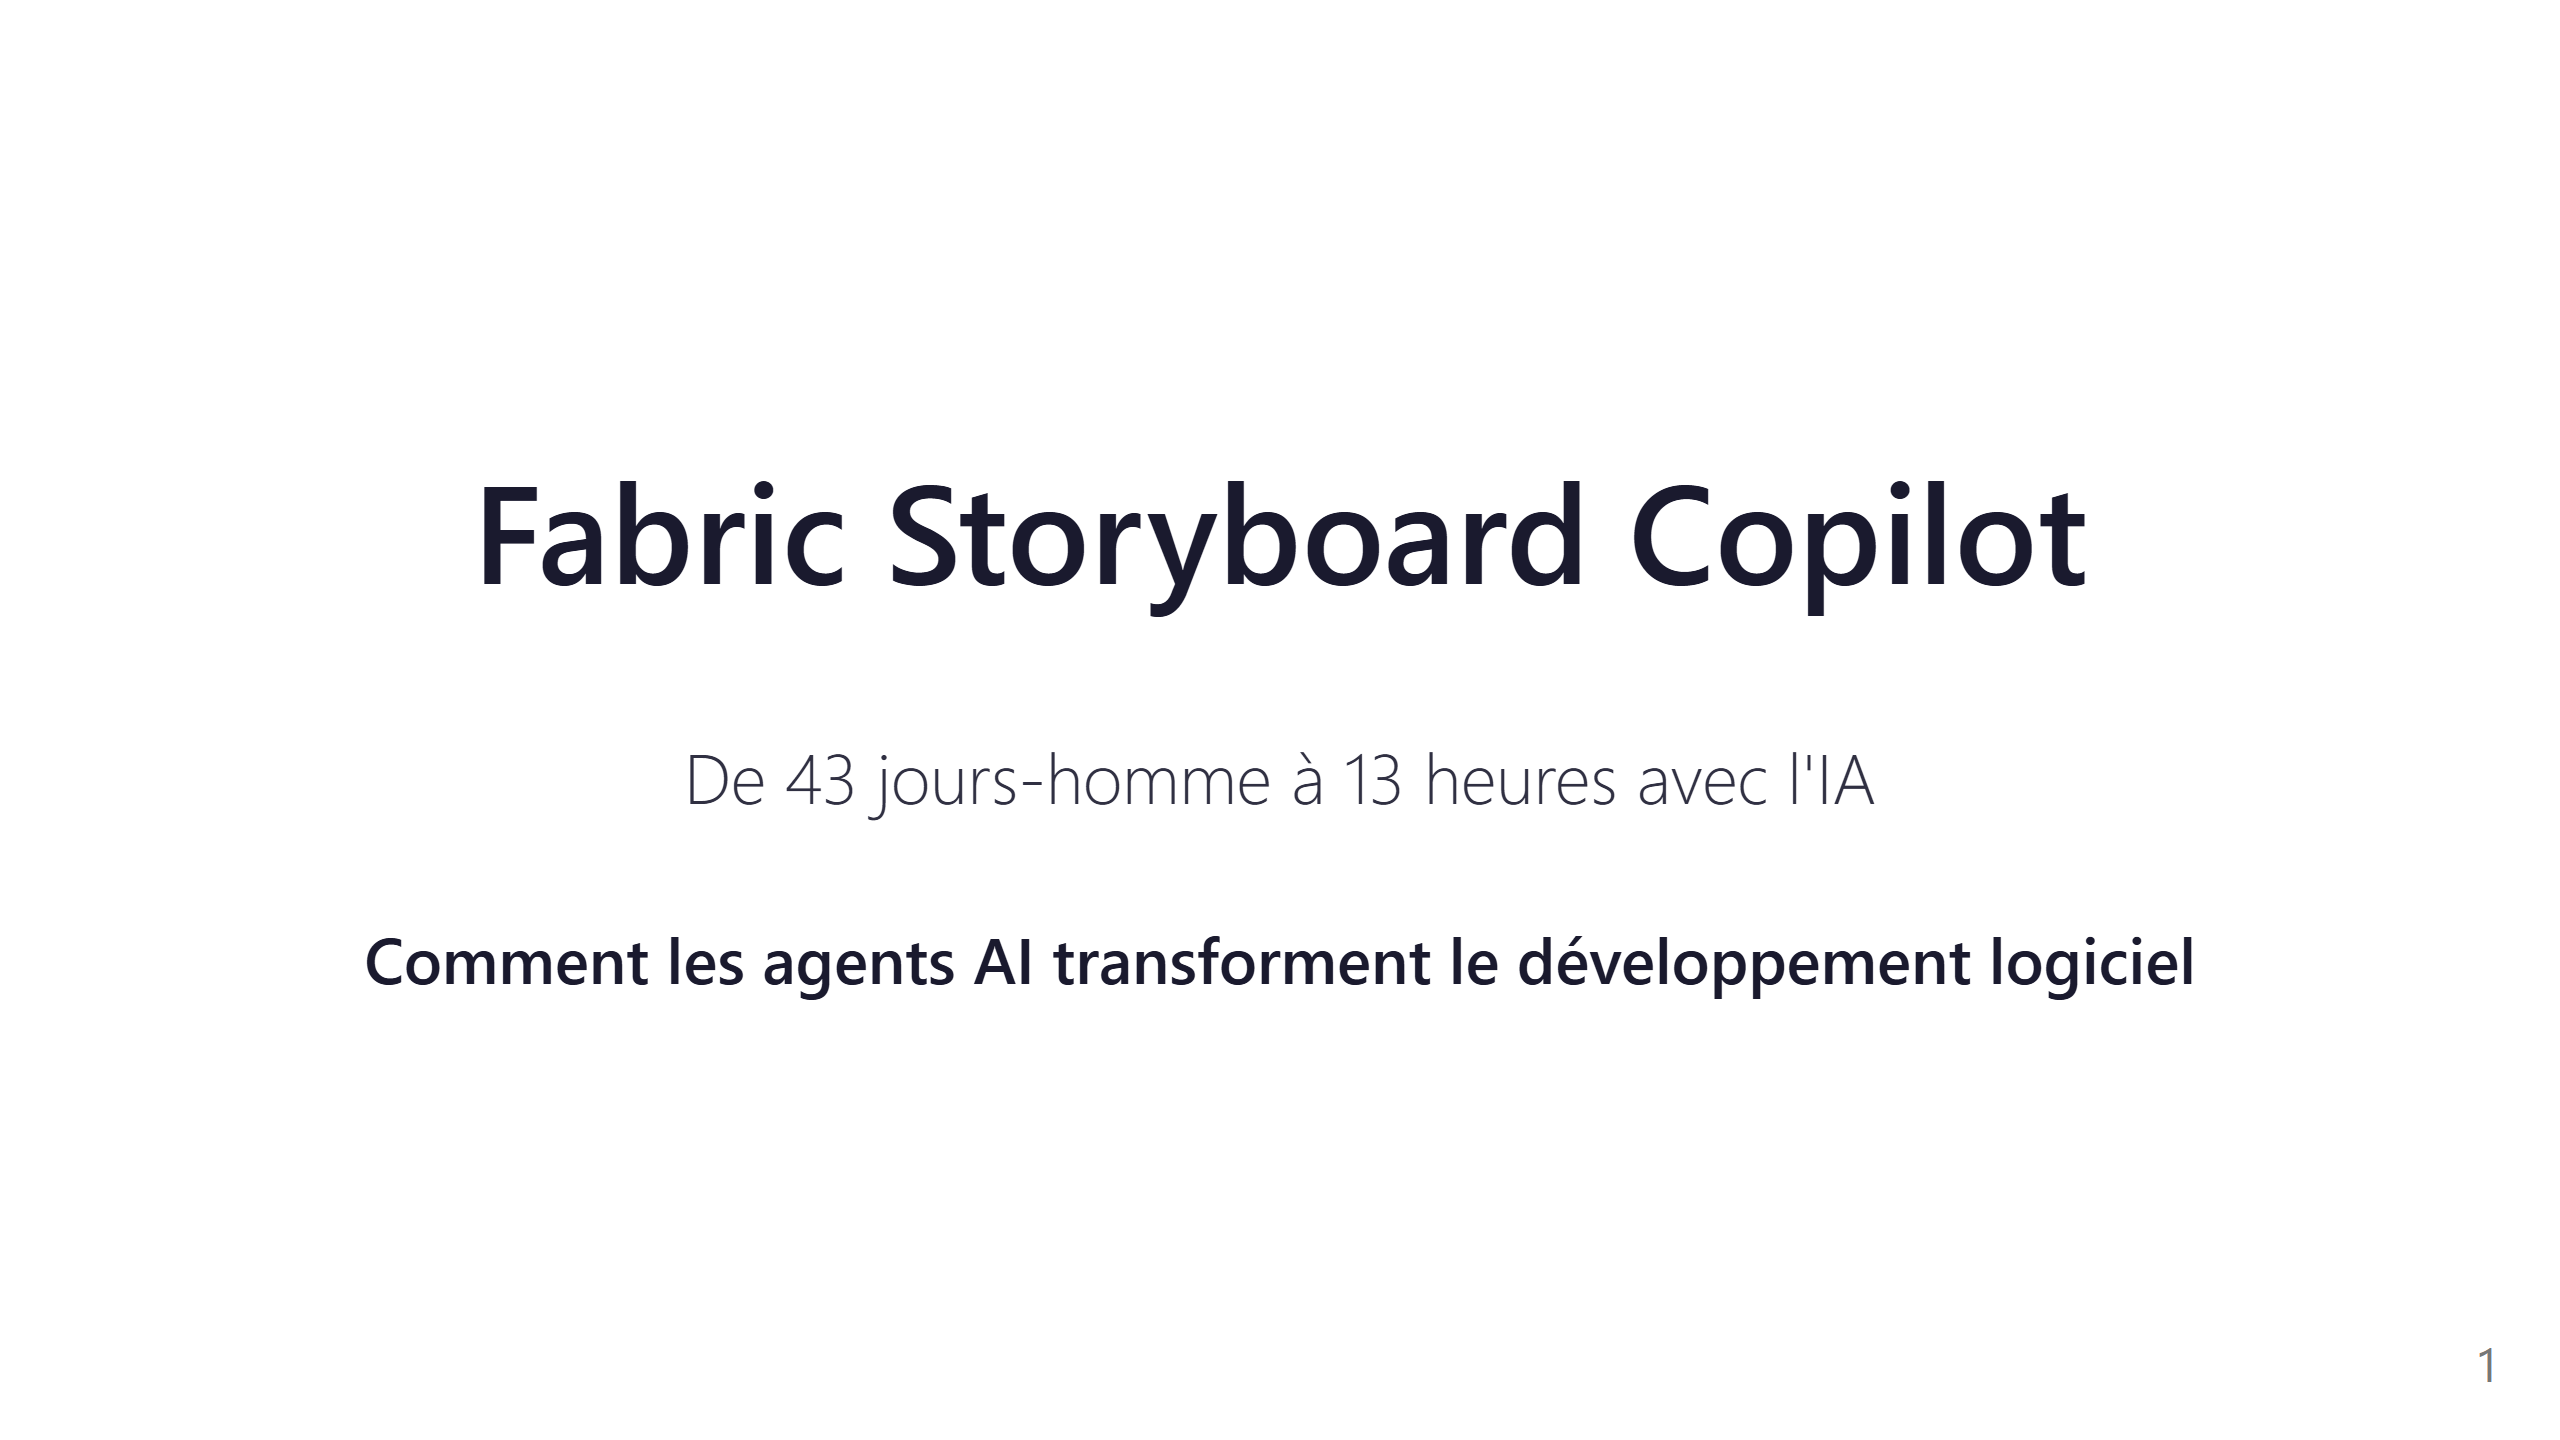 Fabric Storyboard Copilot
De 43 jours-homme à 13 heures avec l'IA
Comment les agents AI transforment le développement logiciel
1